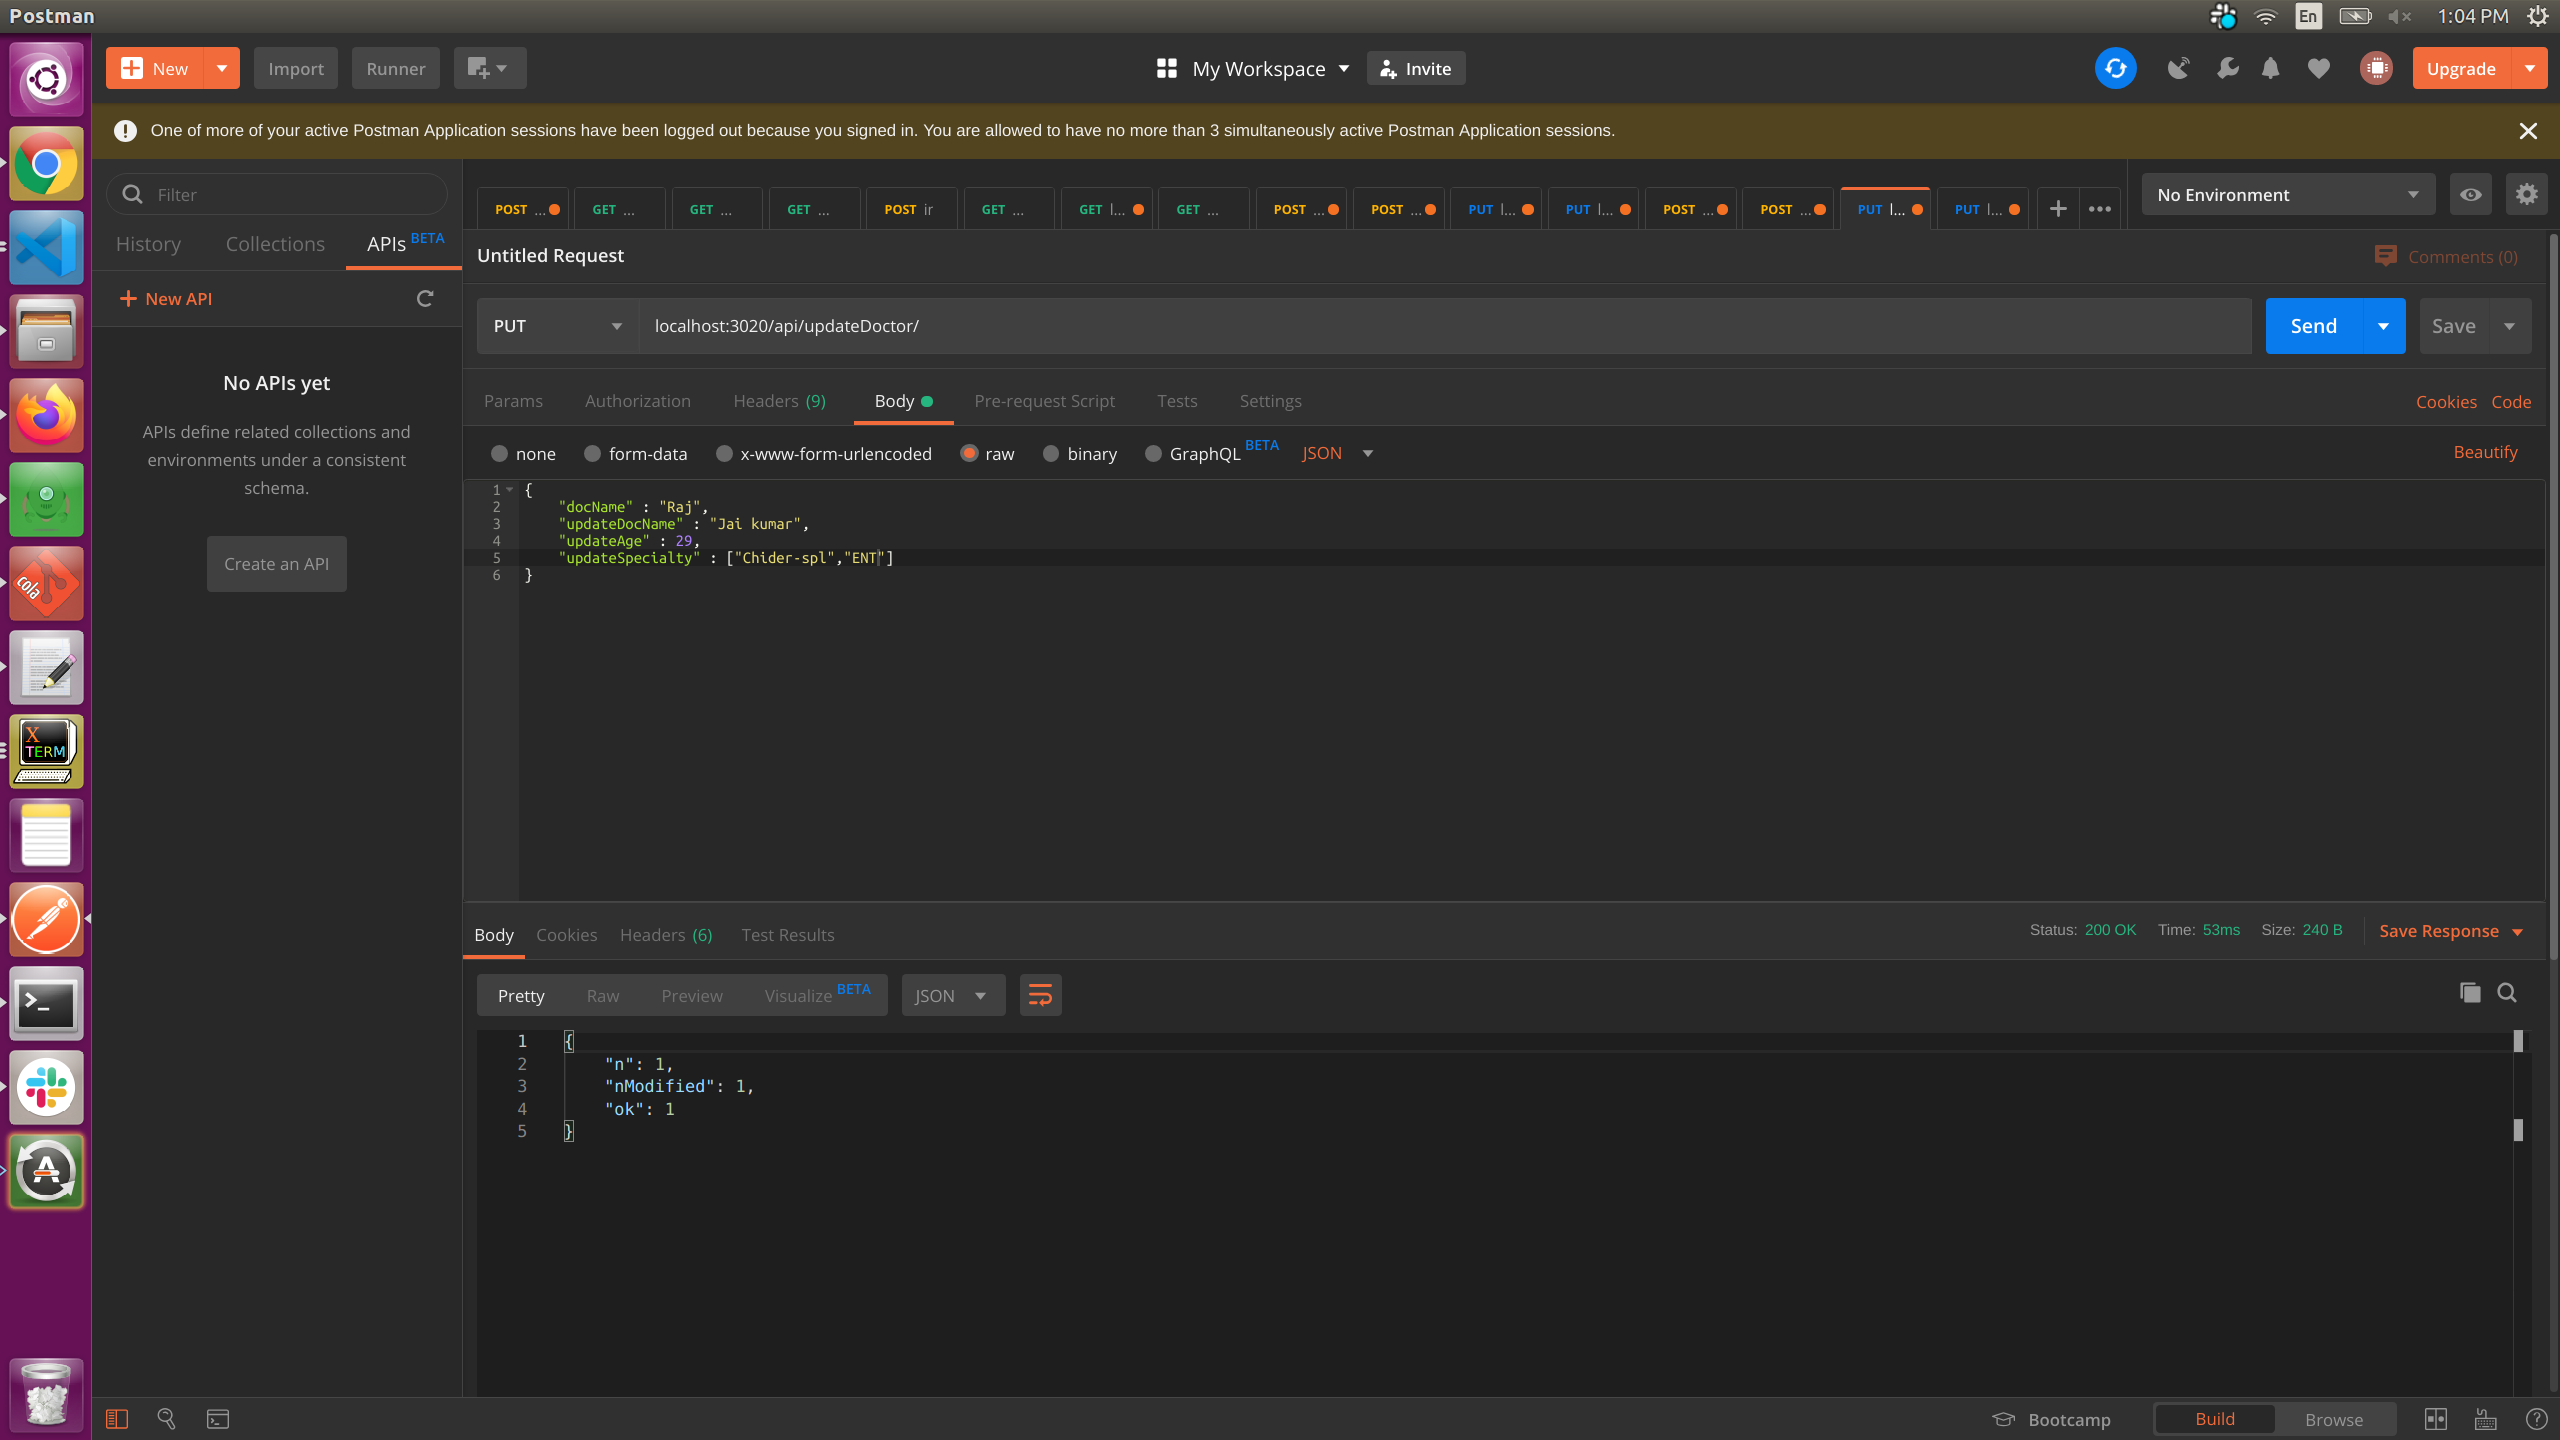 Postman
En
1:04 PM
New
Import
Runner
My Workspace
Invite
Upgrade
One of more of your active Postman Application sessions have been logged out because you signed in. You are allowed to have no more than 3 simultaneously active Postman Application sessions.
Filter
History
Collections
APIs BETA
New API
No APIs yet
APIs define related collections and
environments under a consistent
schema.
Create an API
POST ...
GET ...
GET ...
GET ...
POST ir
GET ...
GET l...
GET ...
POST ...
POST ...
PUT l...
PUT l...
POST ...
POST ...
PUT l...
PUT l...
No Environment
Untitled Request
Comments (0)
PUT
localhost:3020/api/updateDoctor/
Send
Save
Params
Authorization
Headers (9)
Body
Pre-request Script
Tests
Settings
Cookies
Code
none
form-data
x-www-form-urlencoded
raw
binary
GraphQL BETA
JSON
Beautify
1 {
2 "docName" : "Raj",
3 "updateDocName" : "Jai kumar",
4 "updateAge" : 29,
5 "updateSpecialty" : ["Chider-spl","ENT"]
6 }
Body
Cookies
Headers (6)
Test Results
Status: 200 OK
Time: 53ms
Size: 240 B
Save Response
Pretty
Raw
Preview
Visualize BETA
JSON
1 {
2 "n": 1,
3 "nModified": 1,
4 "ok": 1
5 }
cola
X
TERM
>_
A
Bootcamp
Build
Browse